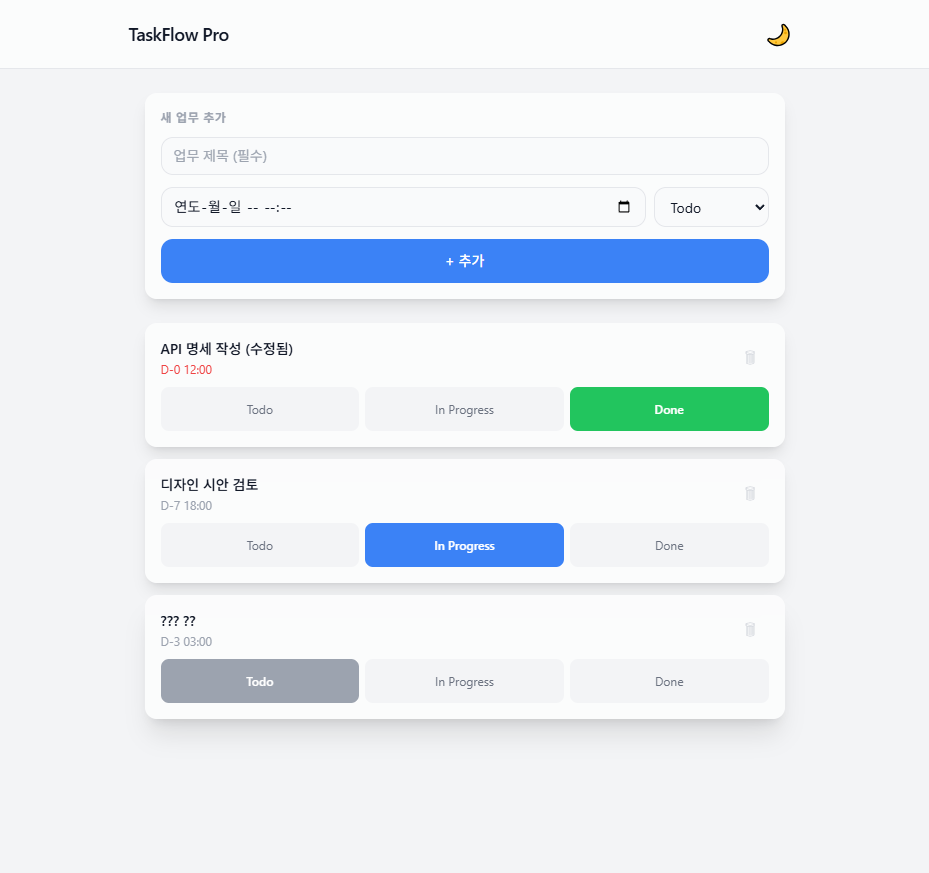 TaskFlow Pro
새 업무 추가
업무 제목 (필수)
연도-월-일 -- --:--
Todo
+ 추가
API 명세 작성 (수정됨)
D-0 12:00
Todo In Progress Done
디자인 시안 검토
D-7 18:00
Todo In Progress Done
??? ??
D-3 03:00
Todo In Progress Done